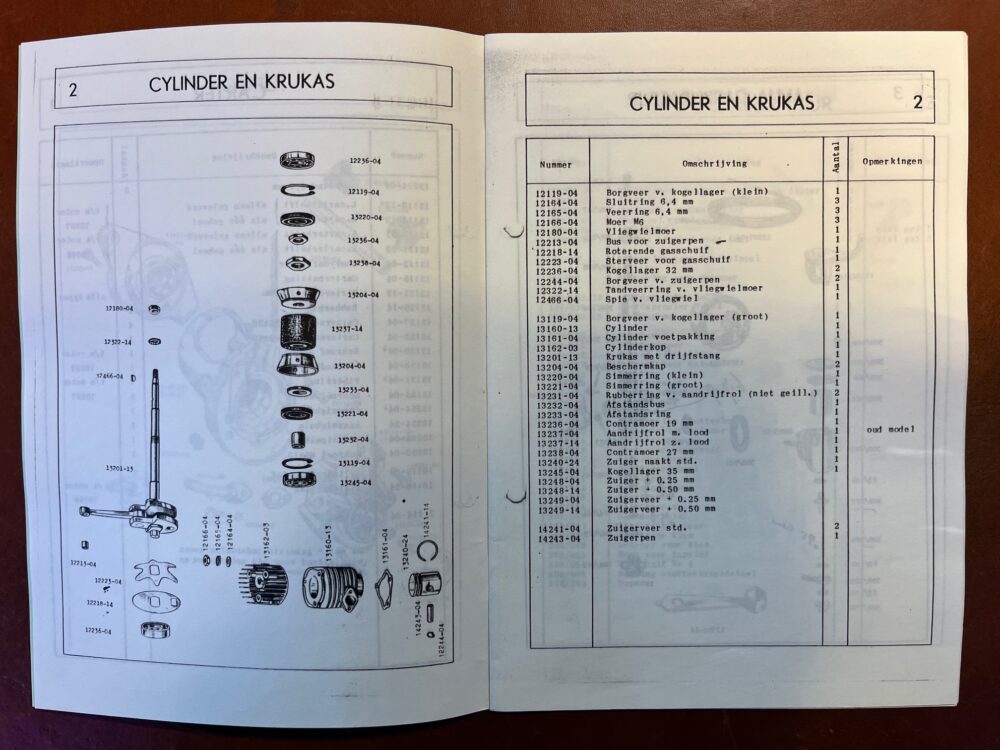 2 CYLINDER EN KRUKAS
12236-04
12119-04
13220-04
13236-04
13238-04
13204-04
13237-14
13204-04
13233-04
13221-04
13232-04
13119-04
13245-04
12180-04
12322-14
12466-04
13201-13
12213-04
12223-04
12218-14
12236-04
12166-04
12165-04
12164-04
13162-03
13160-13
13161-04
13240-24
14241-14
14243-04
12244-04
CYLINDER EN KRUKAS 2
Nummer Omschrijving Aantal Opmerkingen
12119-04 Borgveer v. kogellager (klein) 1
12164-04 Sluitring 6,4 mm 3
12165-04 Veerring 6,4 mm 3
12166-04 Moer M6 3
12180-04 Vliegwielmoer 1
12213-04 Bus voor zuigerpen 1
12218-14 Roterende gasschuif 1
12223-04 Sterveer voor gasschuif 1
12236-04 Kogellager 32 mm 2
12244-04 Borgveer v. zuigerpen 2
12322-14 Tandveerring v. vliegwielmoer 1
12466-04 Spie v. vliegwiel 1
13119-04 Borgveer v. kogellager (groot) 1
13160-13 Cylinder 1
13161-04 Cylinder voetpakking 1
13162-03 Cylinderkop 1
13201-13 Krukas met drijfstang 1
13204-04 Beschermkap 2
13220-04 Simmerring (klein) 1
13221-04 Simmerring (groot) 1
13231-04 Rubberring v. aandrijfrol (niet geill.) 2
13232-04 Afstandsbus 1
13233-04 Afstandsring 1
13236-04 Contramoer 19 mm 1
13237-04 Aandrijfrol m. lood 1 oud model
13237-14 Aandrijfrol z. lood 1
13238-04 Contramoer 27 mm 1
13240-24 Zuiger naakt std. 1
13245-04 Kogellager 35 mm 1
13248-04 Zuiger + 0.25 mm
13248-14 Zuiger + 0.50 mm
13249-04 Zuigerveer + 0.25 mm
13249-14 Zuigerveer + 0.50 mm
14241-04 Zuigerveer std. 2
14243-04 Zuigerpen 1